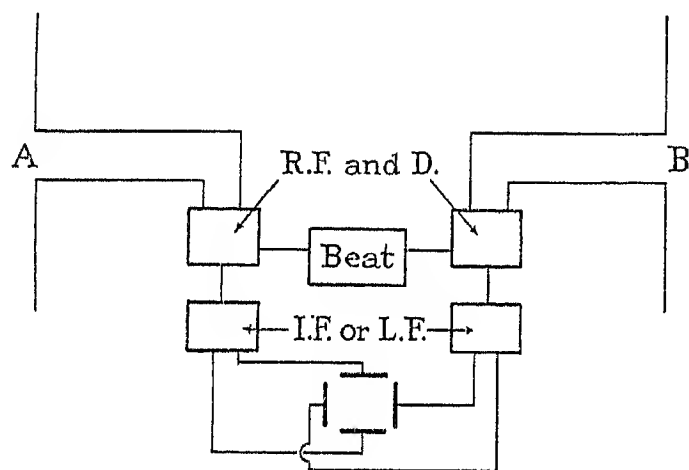 A
R.F. and D.
B
Beat
I.F. or L.F.